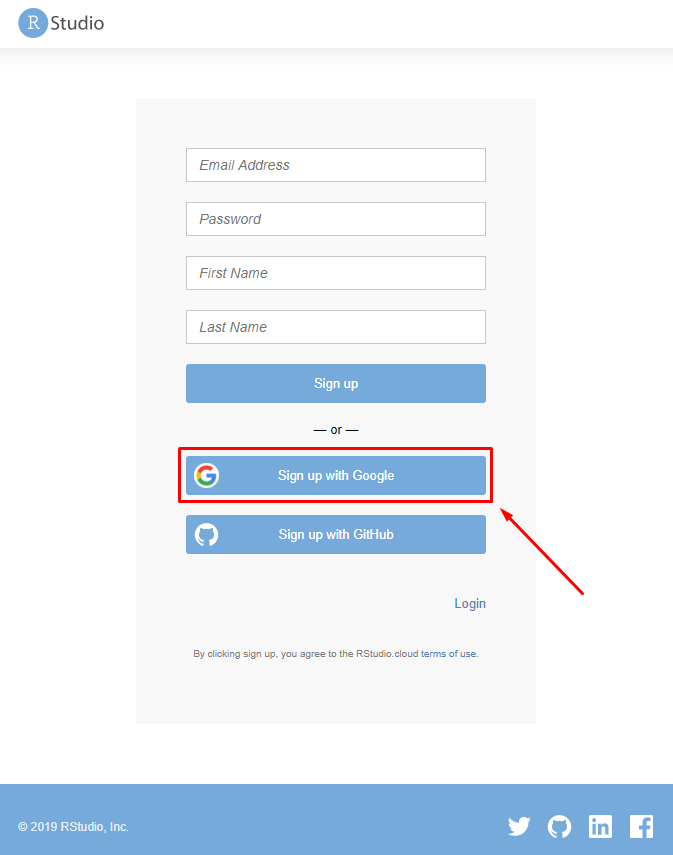 R Studio
Email Address
Password
First Name
Last Name
Sign up
— or —
Sign up with Google
Sign up with GitHub
Login
By clicking sign up, you agree to the RStudio.cloud terms of use.
© 2019 RStudio, Inc.